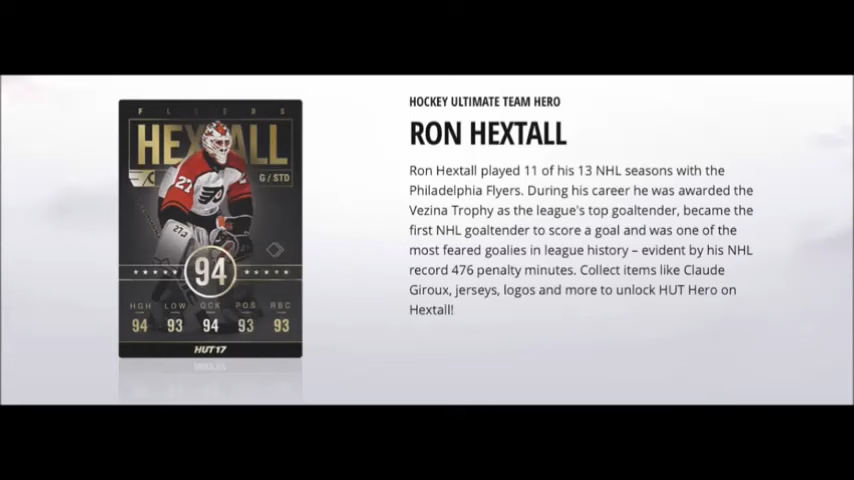 FLYERS
HEXTALL
G / STD
27
94
HGH LOW QCK POS RBC
94 93 94 93 93
HUT 17
HOCKEY ULTIMATE TEAM HERO
RON HEXTALL
Ron Hextall played 11 of his 13 NHL seasons with the
Philadelphia Flyers. During his career he was awarded the
Vezina Trophy as the league's top goaltender, became the
first NHL goaltender to score a goal and was one of the
most feared goalies in league history – evident by his NHL
record 476 penalty minutes. Collect items like Claude
Giroux, jerseys, logos and more to unlock HUT Hero on
Hextall!